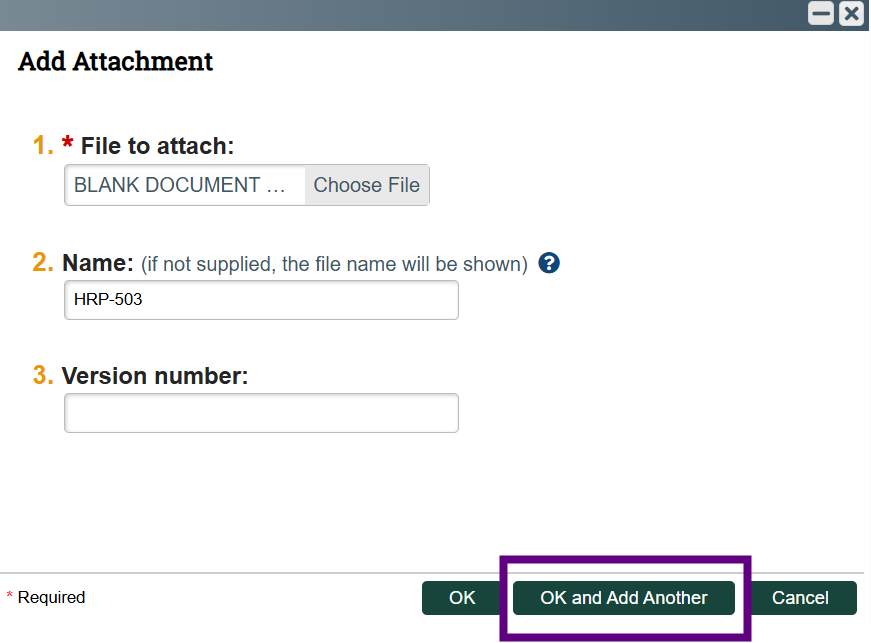 Add Attachment
1. * File to attach:
BLANK DOCUMENT ... Choose File
2. Name: (if not supplied, the file name will be shown) ?
HRP-503
3. Version number:
* Required
OK
OK and Add Another
Cancel